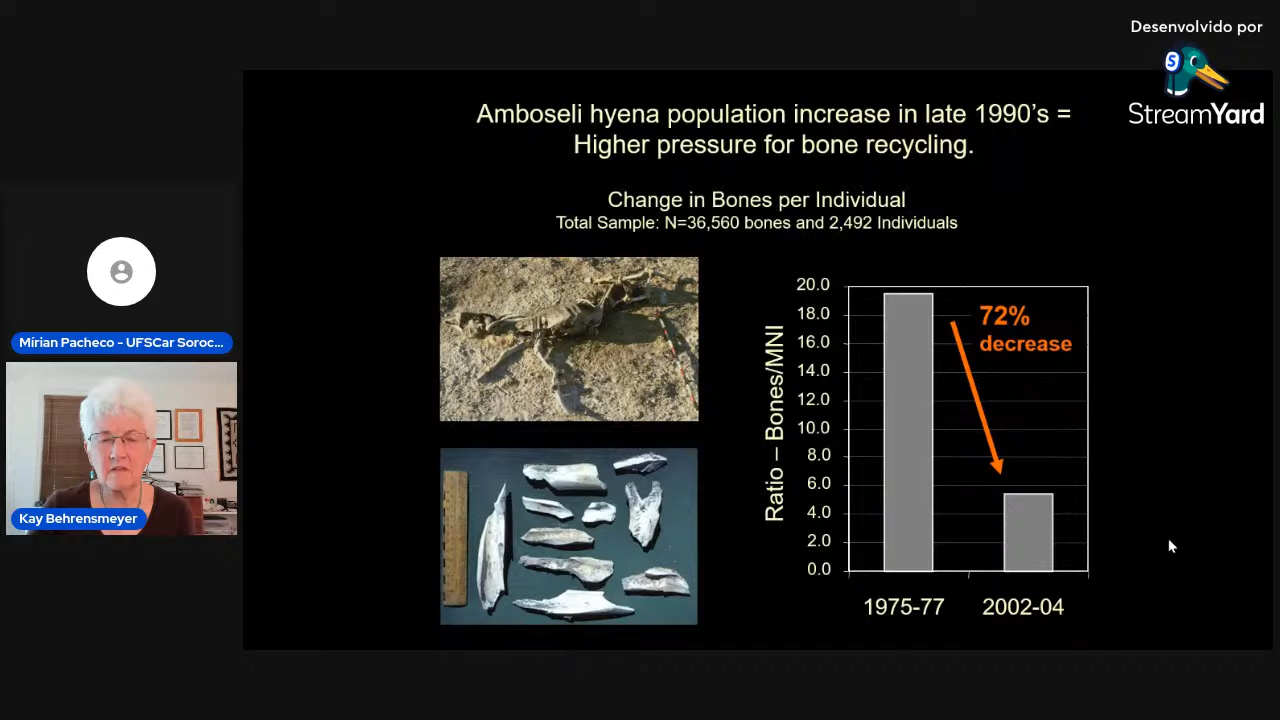 Desenvolvido por
StreamYard
Amboseli hyena population increase in late 1990's =
Higher pressure for bone recycling.
Change in Bones per Individual
Total Sample: N=36,560 bones and 2,492 Individuals
Mírian Pacheco - UFSCar Soroc...
Kay Behrensmeyer
Ratio – Bones/MNI
20.0
18.0
16.0
14.0
12.0
10.0
8.0
6.0
4.0
2.0
0.0
72%
decrease
1975-77
2002-04